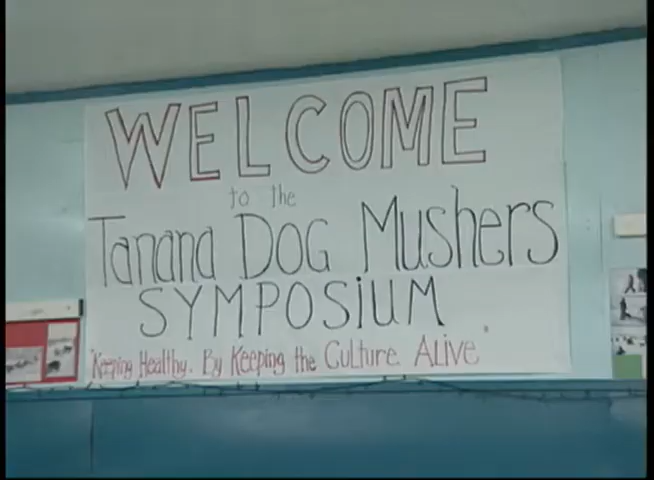 WELCOME
to the
Tanana DOG Mushers
SYMPOSiUM
"Keeping Healthy. By Keeping the CuLTURE ALive"